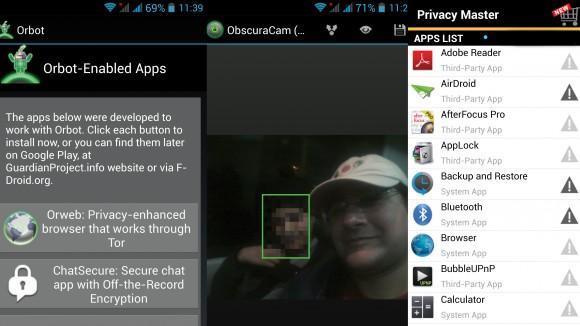 69% 11:39
Orbot
Orbot-Enabled Apps
The apps below were developed to
work with Orbot. Click each button to
install now, or you can find them later
on Google Play, at
GuardianProject.info website or via F-
Droid.org.
Orweb: Privacy-enhanced
browser that works through
Tor
ChatSecure: Secure chat
app with Off-the-Record
Encryption
71% 11:2
ObscuraCam (...
Privacy Master
NEW
APPS LIST
Adobe Reader
Third-Party App
AirDroid
Third-Party App
AfterFocus Pro
Third-Party App
AppLock
Third-Party App
Backup and Restore
System App
Bluetooth
System App
Browser
System App
BubbleUPnP
Third-Party App
Calculator
System App